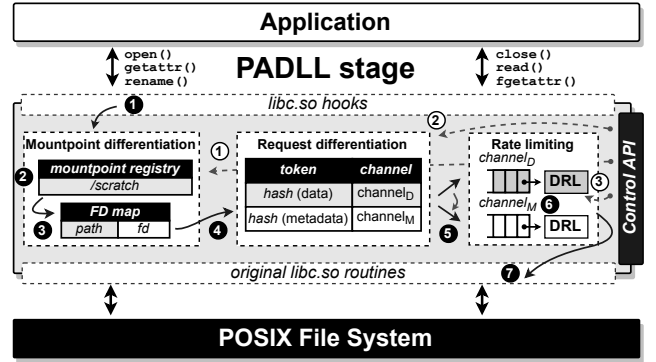 Application
open()
getattr()
rename()
PADLL stage
close()
read()
fgetattr()
libc.so hooks
1
Mountpoint differentiation
mountpoint registry
/scratch
2
FD map
path fd
3
1
4
Request differentiation
2
token channel
hash (data) channelD
hash (metadata) channelM
5
Rate limiting
channelD
DRL
3
channelM
6
DRL
7
Control API
original libc.so routines
POSIX File System